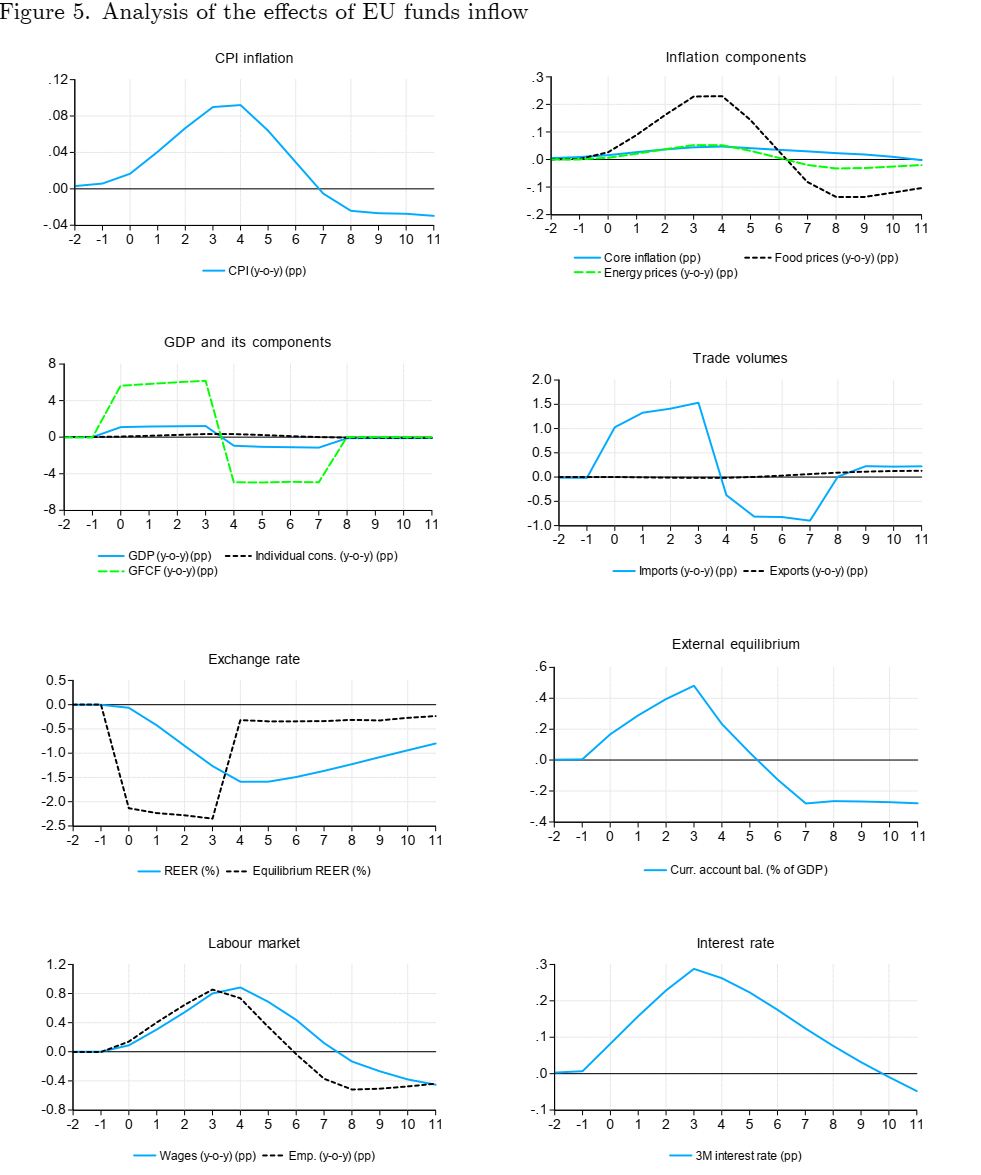 Figure 5. Analysis of the effects of EU funds inflow
CPI inflation
.12
.08
.04
.00
-.04
-2 -1 0 1 2 3 4 5 6 7 8 9 10 11
CPI (y-o-y) (pp)
Inflation components
.3
.2
.1
.0
-.1
-.2
-2 -1 0 1 2 3 4 5 6 7 8 9 10 11
Core inflation (pp) Food prices (y-o-y) (pp)
Energy prices (y-o-y) (pp)
GDP and its components
8
4
0
-4
-8
-2 -1 0 1 2 3 4 5 6 7 8 9 10 11
GDP (y-o-y) (pp) Individual cons. (y-o-y) (pp)
GFCF (y-o-y) (pp)
Trade volumes
2.0
1.5
1.0
0.5
0.0
-0.5
-1.0
-2 -1 0 1 2 3 4 5 6 7 8 9 10 11
Imports (y-o-y) (pp) Exports (y-o-y) (pp)
Exchange rate
0.5
0.0
-0.5
-1.0
-1.5
-2.0
-2.5
-2 -1 0 1 2 3 4 5 6 7 8 9 10 11
REER (%) Equilibrium REER (%)
External equilibrium
.6
.4
.2
.0
-.2
-.4
-2 -1 0 1 2 3 4 5 6 7 8 9 10 11
Curr. account bal. (% of GDP)
Labour market
1.2
0.8
0.4
0.0
-0.4
-0.8
-2 -1 0 1 2 3 4 5 6 7 8 9 10 11
Wages (y-o-y) (pp) Emp. (y-o-y) (pp)
Interest rate
.3
.2
.1
.0
-.1
-2 -1 0 1 2 3 4 5 6 7 8 9 10 11
3M interest rate (pp)